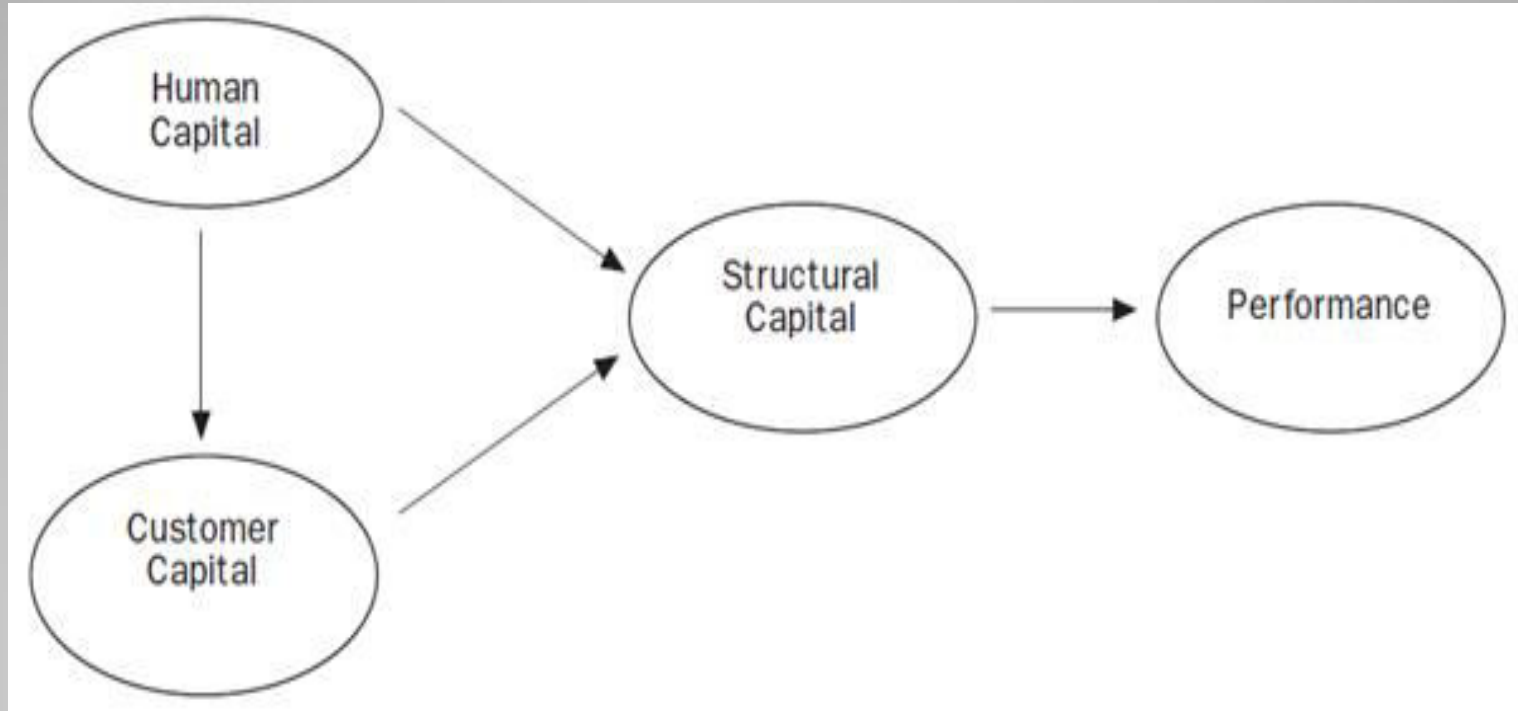 Human
Capital
Structural
Capital
Performance
Customer
Capital